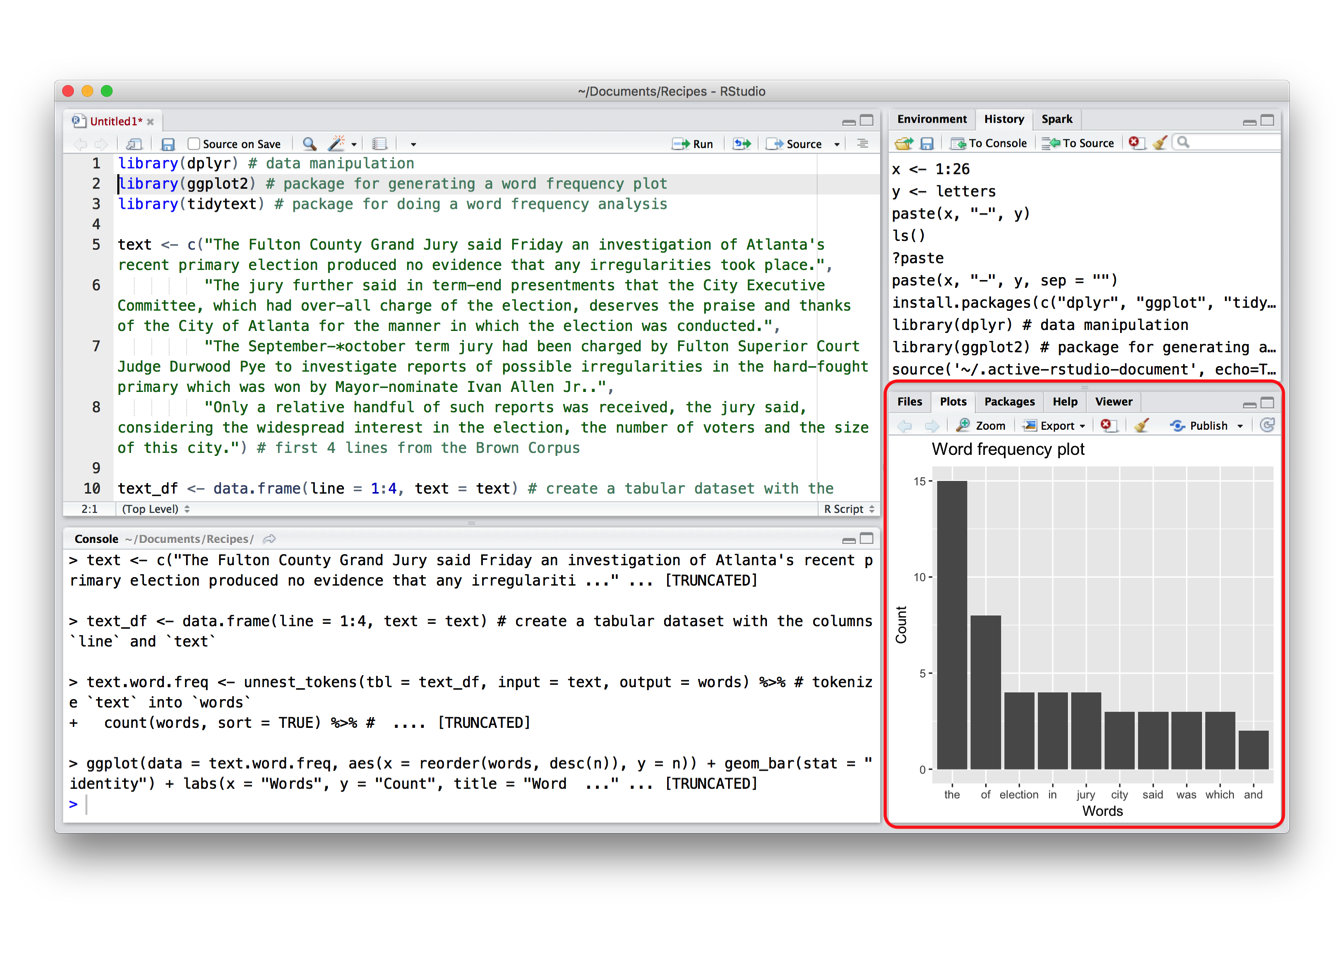 ~/Documents/Recipes - RStudio
Untitled1*
Source on Save
Run
Source
1 library(dplyr) # data manipulation
2 library(ggplot2) # package for generating a word frequency plot
3 library(tidytext) # package for doing a word frequency analysis
4
5 text <- c("The Fulton County Grand Jury said Friday an investigation of Atlanta's
recent primary election produced no evidence that any irregularities took place.",
6 "The jury further said in term-end presentments that the City Executive
Committee, which had over-all charge of the election, deserves the praise and thanks
of the City of Atlanta for the manner in which the election was conducted.",
7 "The September-*october term jury had been charged by Fulton Superior Court
Judge Durwood Pye to investigate reports of possible irregularities in the hard-fought
primary which was won by Mayor-nominate Ivan Allen Jr..",
8 "Only a relative handful of such reports was received, the jury said,
considering the widespread interest in the election, the number of voters and the size
of this city.") # first 4 lines from the Brown Corpus
9
10 text_df <- data.frame(line = 1:4, text = text) # create a tabular dataset with the
2:1 (Top Level) R Script
Console ~/Documents/Recipes/
> text <- c("The Fulton County Grand Jury said Friday an investigation of Atlanta's recent p
rimary election produced no evidence that any irregulariti ..." ... [TRUNCATED]
> text_df <- data.frame(line = 1:4, text = text) # create a tabular dataset with the columns
`line` and `text`
> text.word.freq <- unnest_tokens(tbl = text_df, input = text, output = words) %>% # tokeniz
e `text` into `words`
+ count(words, sort = TRUE) %>% # .... [TRUNCATED]
> ggplot(data = text.word.freq, aes(x = reorder(words, desc(n)), y = n)) + geom_bar(stat = "
identity") + labs(x = "Words", y = "Count", title = "Word ..." ... [TRUNCATED]
>
Environment History Spark
To Console To Source
x <- 1:26
y <- letters
paste(x, "-", y)
ls()
?paste
paste(x, "-", y, sep = "")
install.packages(c("dplyr", "ggplot", "tidy…
library(dplyr) # data manipulation
library(ggplot2) # package for generating a…
source('~/.active-rstudio-document', echo=T…
Files Plots Packages Help Viewer
Zoom Export Publish
Word frequency plot
15
10
5
0
Count
the of election in jury city said was which and
Words